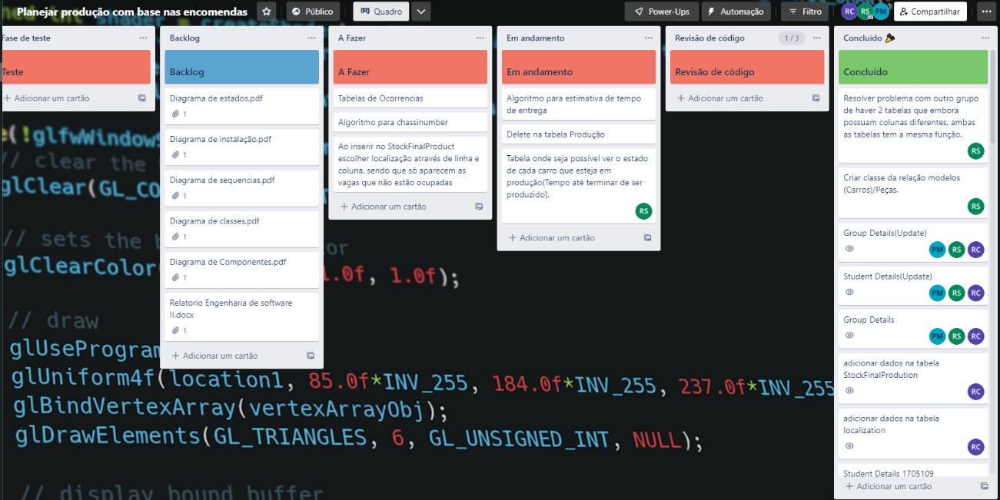 Planejar produção com base nas encomendas
Público
Quadro
Power-Ups
Automação
Filtro
RC
RS
PM
Compartilhar
Fase de teste
Teste
Adicionar um cartão
Backlog
Backlog
Diagrama de estados.pdf
1
Diagrama de instalação.pdf
1
Diagrama de sequencias.pdf
1
Diagrama de classes.pdf
1
Diagrama de Componentes.pdf
1
Relatorio Engenharia de software
II.docx
1
Adicionar um cartão
A Fazer
A Fazer
Tabelas de Ocorrencias
Algoritmo para chassinumber
Ao inserir no StockFinalProduct
escolher localização através de linha e
coluna, sendo que só aparecem as
vagas que não estão ocupadas
Adicionar um cartão
Em andamento
Em andamento
Algoritmo para estimativa de tempo
de entrega
Delete na tabela Produção
Tabela onde seja possível ver o estado
de cada carro que esteja em
produção(Tempo até terminar de ser
produzido).
RS
Adicionar um cartão
Revisão de código
1 / 3
Revisão de código
Adicionar um cartão
Concluído
Concluído
Resolver problema com outro grupo
de haver 2 tabelas que embora
possuam colunas diferentes, ambas
as tabelas tem a mesma função.
RS
Criar classe da relação modelos
(Carros)/Peças.
RS
Group Details(Update)
PM RS RC
Student Details(Update)
PM RS RC
Group Details
PM RS RC
adicionar dados na tabela
StockFinalProdution
RC
adicionar dados na tabela
localization
RC
Student Details 1705109
Adicionar um cartão
e(!glfwWindowS
// clear the
glClear(GL_CO
// sets the b or
glClearColor 1.0f, 1.0f);
// draw
glUseProgram
glUniform4f(location1, 85.0f*INV_255, 184.0f*INV_255, 237.0f*INV_255
glBindVertexArray(vertexArrayObj);
glDrawElements(GL_TRIANGLES, 6, GL_UNSIGNED_INT, NULL);
// display bound buffer